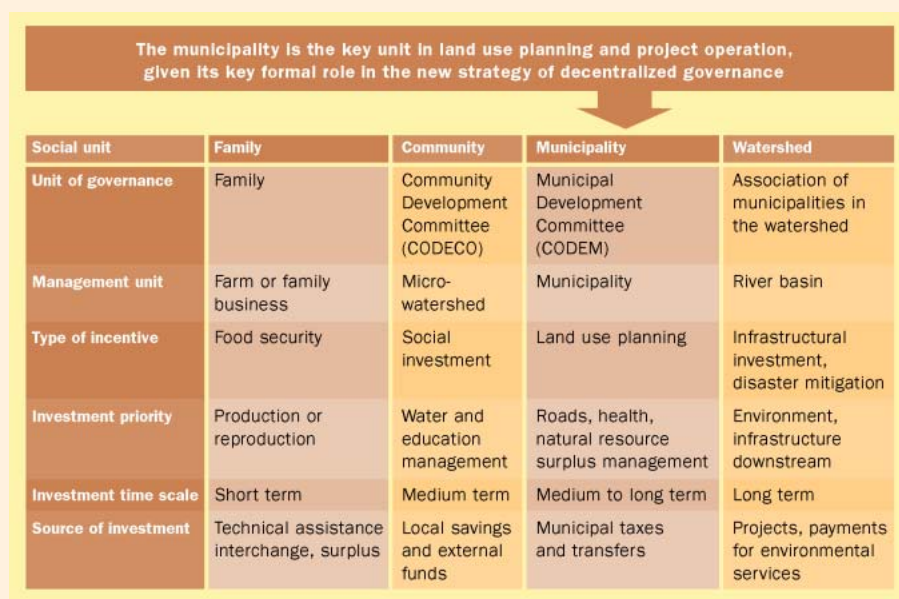 The municipality is the key unit in land use planning and project operation,
given its key formal role in the new strategy of decentralized governance
Social unit Family Community Municipality Watershed
Unit of governance
Family
Community
Development
Committee
(CODECO)
Municipal
Development
Committee
(CODEM)
Association of
municipalities in
the watershed
Management unit
Farm or family
business
Micro-
watershed
Municipality
River basin
Type of incentive
Food security
Social
investment
Land use planning
Infrastructural
investment,
disaster mitigation
Investment priority
Production or
reproduction
Water and
education
management
Roads, health,
natural resource
surplus management
Environment,
infrastructure
downstream
Investment time scale
Short term
Medium term
Medium to long term
Long term
Source of investment
Technical assistance
interchange, surplus
Local savings
and external
funds
Municipal taxes
and transfers
Projects, payments
for environmental
services